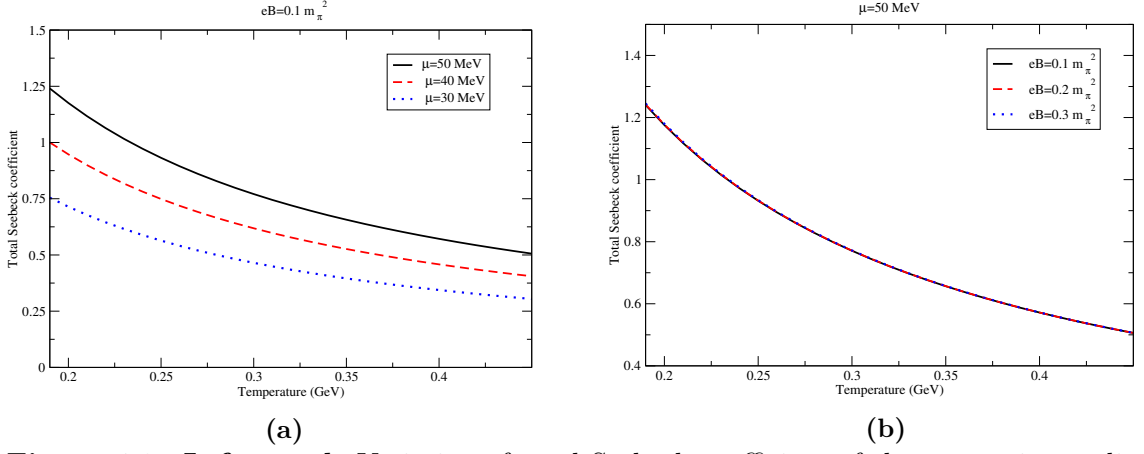 eB=0.1 m_π^2
1.5
1.25
1
0.75
0.5
0.25
0
Total Seebeck coefficient
μ=50 MeV
μ=40 MeV
μ=30 MeV
0.2 0.25 0.3 0.35 0.4
Temperature (GeV)
(a)
μ=50 MeV
1.4
1.2
1
0.8
0.6
0.4
Total Seebeck coefficient
eB=0.1 m_π^2
eB=0.2 m_π^2
eB=0.3 m_π^2
0.2 0.25 0.3 0.35 0.4
Temperature (GeV)
(b)